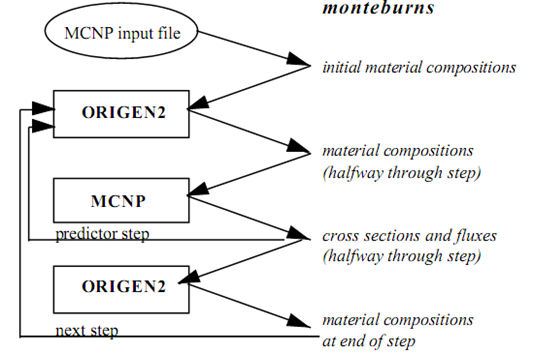 monteburns
MCNP input file
initial material compositions
ORIGEN2
material compositions
(halfway through step)
MCNP
predictor step
cross sections and fluxes
(halfway through step)
ORIGEN2
next step
material compositions
at end of step